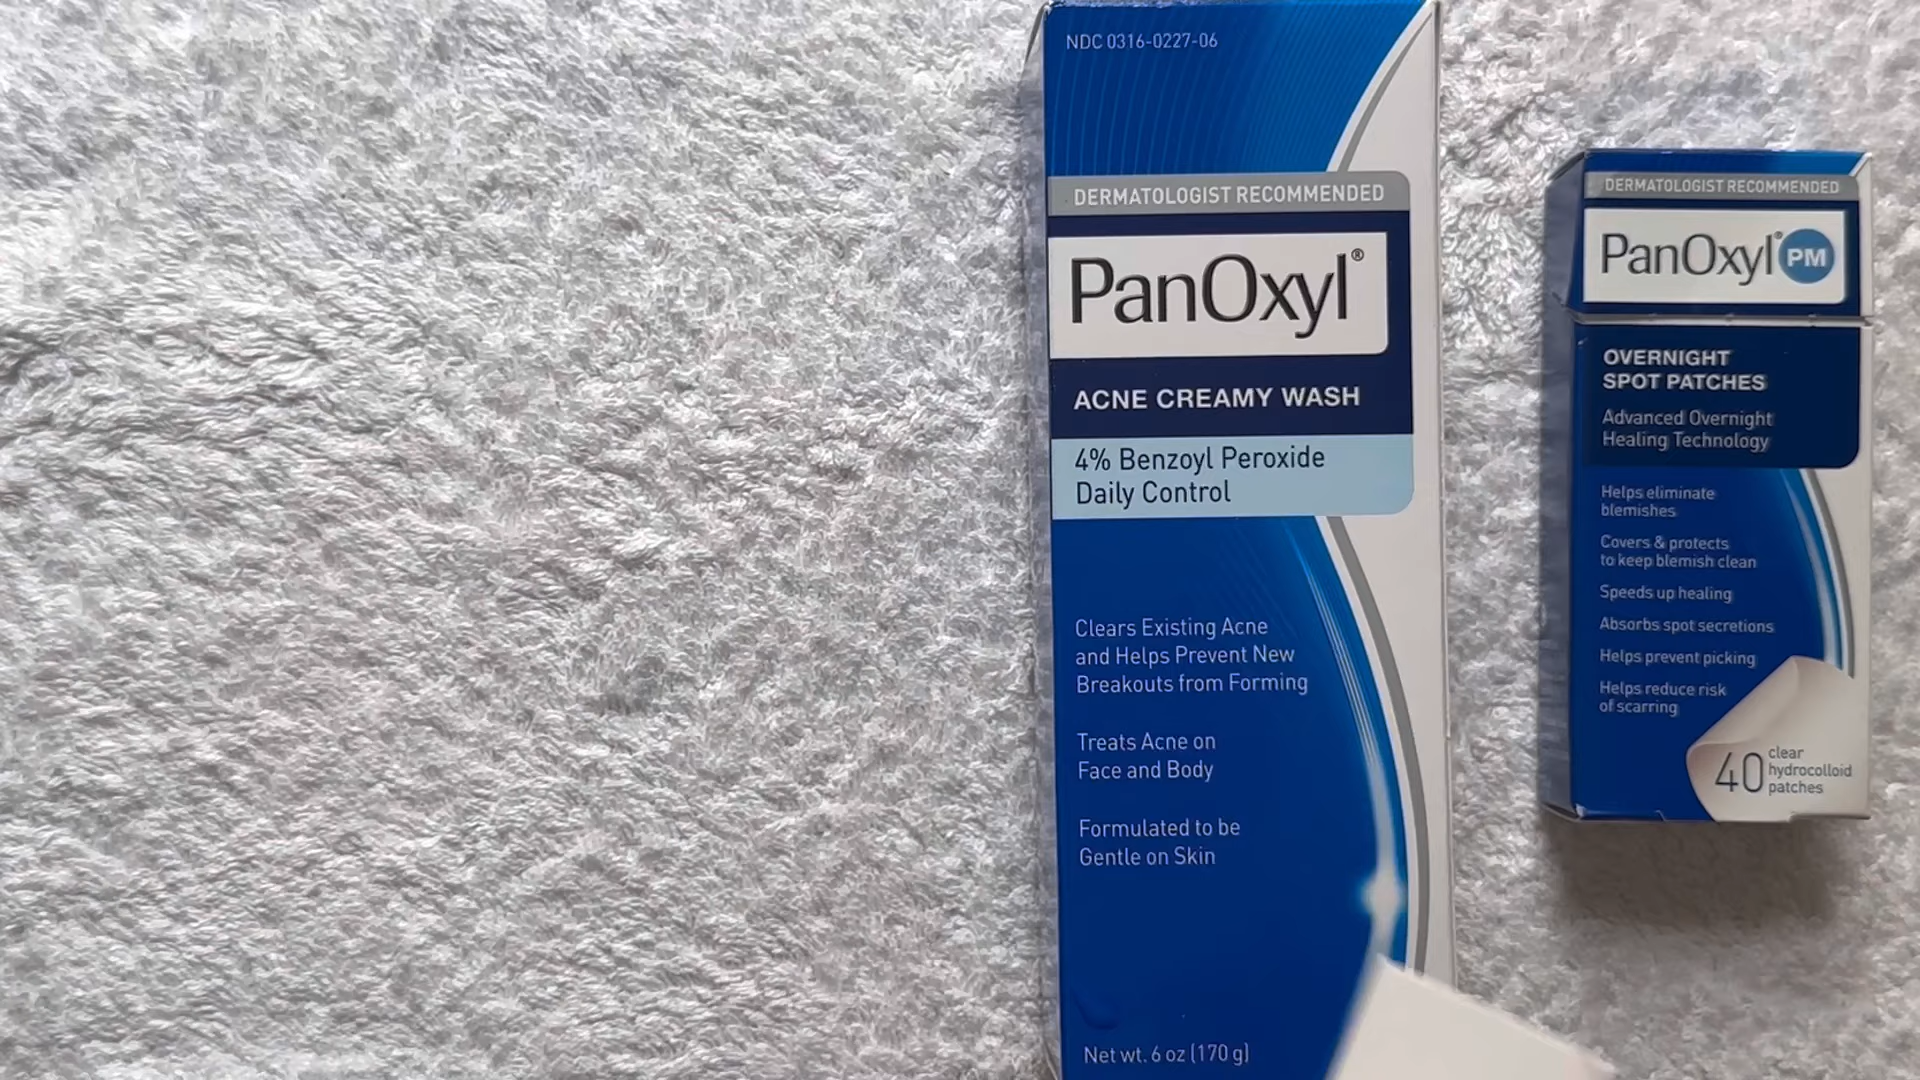 NDC 0316-0227-06
DERMATOLOGIST RECOMMENDED
PanOxyl®
ACNE CREAMY WASH
4% Benzoyl Peroxide
Daily Control
Clears Existing Acne
and Helps Prevent New
Breakouts from Forming
Treats Acne on
Face and Body
Formulated to be
Gentle on Skin
Net wt. 6 oz (170 g)
DERMATOLOGIST RECOMMENDED
PanOxyl® PM
OVERNIGHT
SPOT PATCHES
Advanced Overnight
Healing Technology
Helps eliminate
blemishes
Covers & protects
to keep blemish clean
Speeds up healing
Absorbs spot secretions
Helps prevent picking
Helps reduce risk
of scarring
40 clear
hydrocolloid
patches